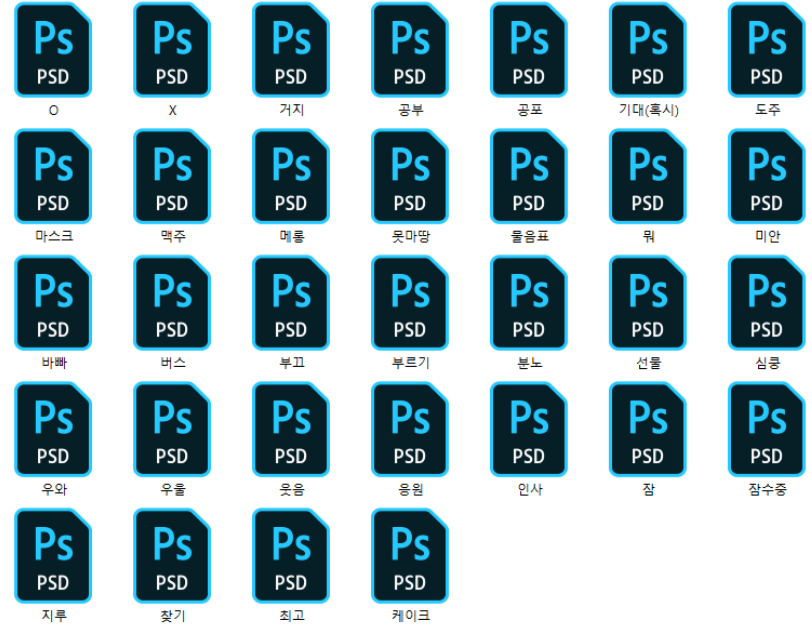 Ps Ps Ps Ps Ps Ps Ps
PSD PSD PSD PSD PSD PSD PSD
O X 거지 공부 공포 기대(혹시) 도주
Ps Ps Ps Ps Ps Ps Ps
PSD PSD PSD PSD PSD PSD PSD
마스크 맥주 메롱 못마땅 물음표 뭐 미안
Ps Ps Ps Ps Ps Ps Ps
PSD PSD PSD PSD PSD PSD PSD
바빠 버스 부끄 부르기 분노 선물 심쿵
Ps Ps Ps Ps Ps Ps Ps
PSD PSD PSD PSD PSD PSD PSD
우와 우울 웃음 응원 인사 잠 잠수중
Ps Ps Ps Ps
PSD PSD PSD PSD
지루 찾기 최고 케이크